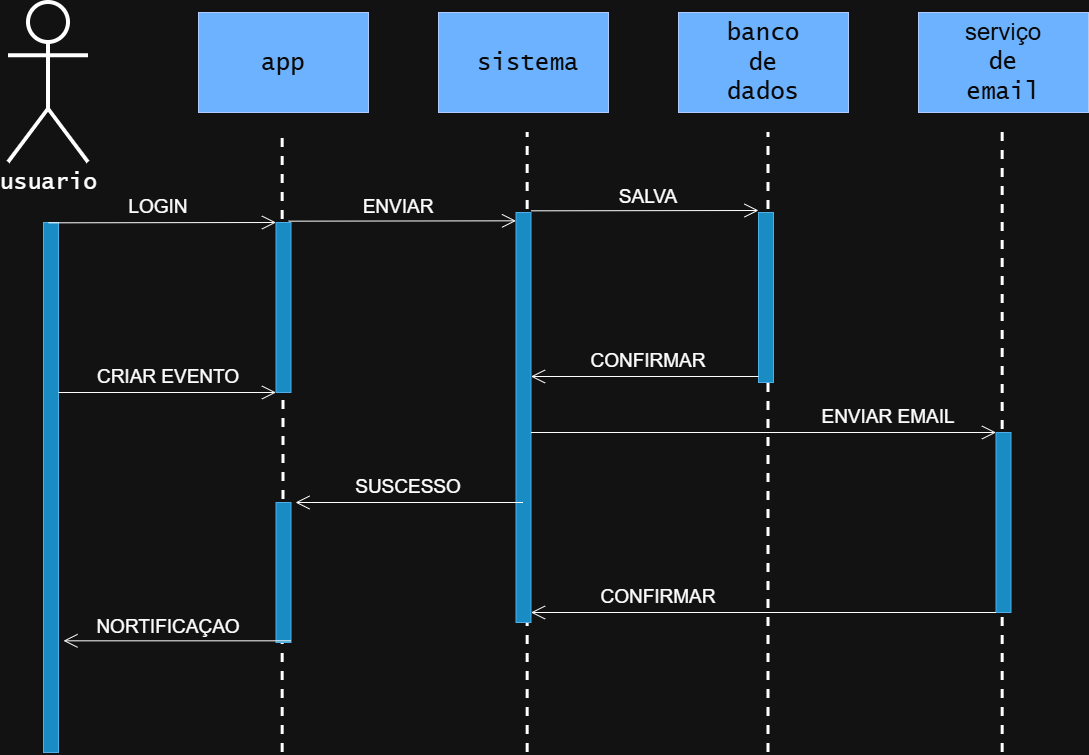 usuario
app
sistema
banco
de
dados
serviço
de
email
LOGIN
ENVIAR
SALVA
CONFIRMAR
CRIAR EVENTO
ENVIAR EMAIL
SUSCESSO
CONFIRMAR
NORTIFICAÇAO